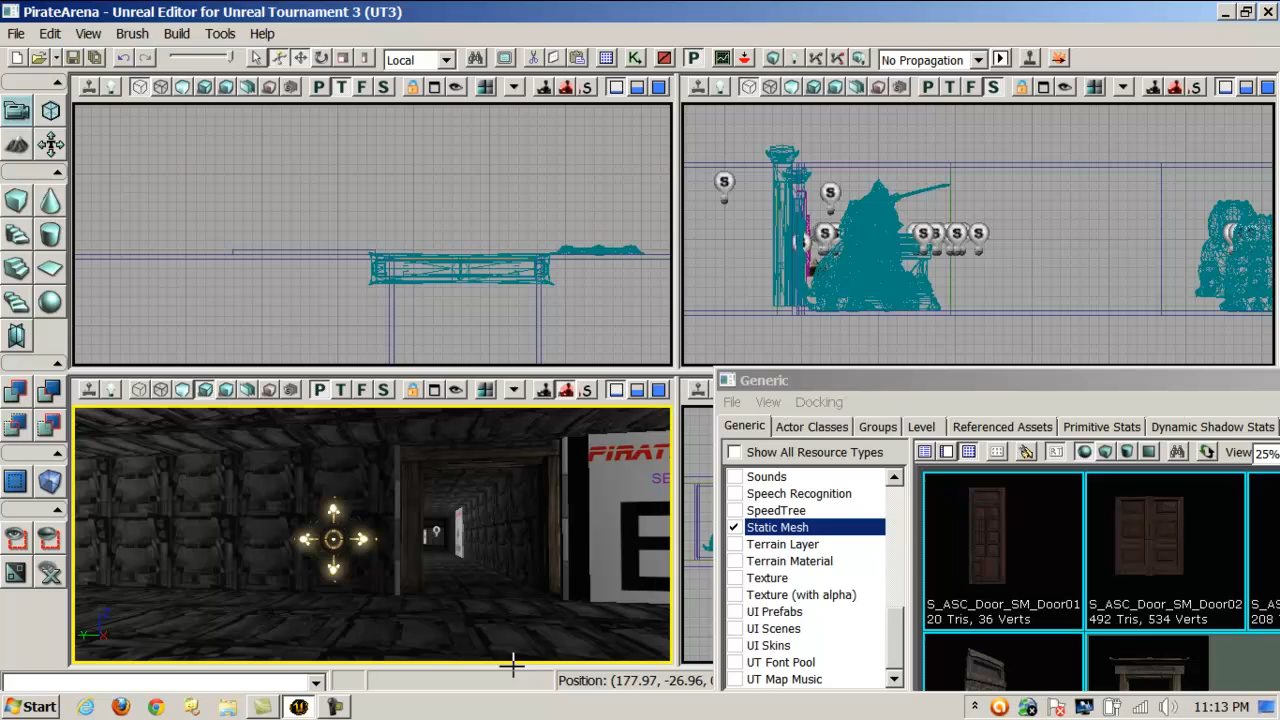 PirateArena - Unreal Editor for Unreal Tournament 3 (UT3)
File Edit View Brush Build Tools Help
Local
K
P
No Propagation
P T F S
S
P T F S
S
S
S
S
S
S
P T F S
S
Generic
File View Docking
Generic Actor Classes Groups Level Referenced Assets Primitive Stats Dynamic Shadow Stats
Show All Resource Types
RT
View
25%
Sounds
Speech Recognition
SpeedTree
Static Mesh
Terrain Layer
Terrain Material
Texture
Texture (with alpha)
UI Prefabs
UI Scenes
UI Skins
UT Font Pool
UT Map Music
S_ASC_Door_SM_Door01
20 Tris, 36 Verts
S_ASC_Door_SM_Door02
492 Tris, 534 Verts
208
PIRAT
SE
E
Z
Y
X
Position: (177.97, -26.96,
Start
11:13 PM